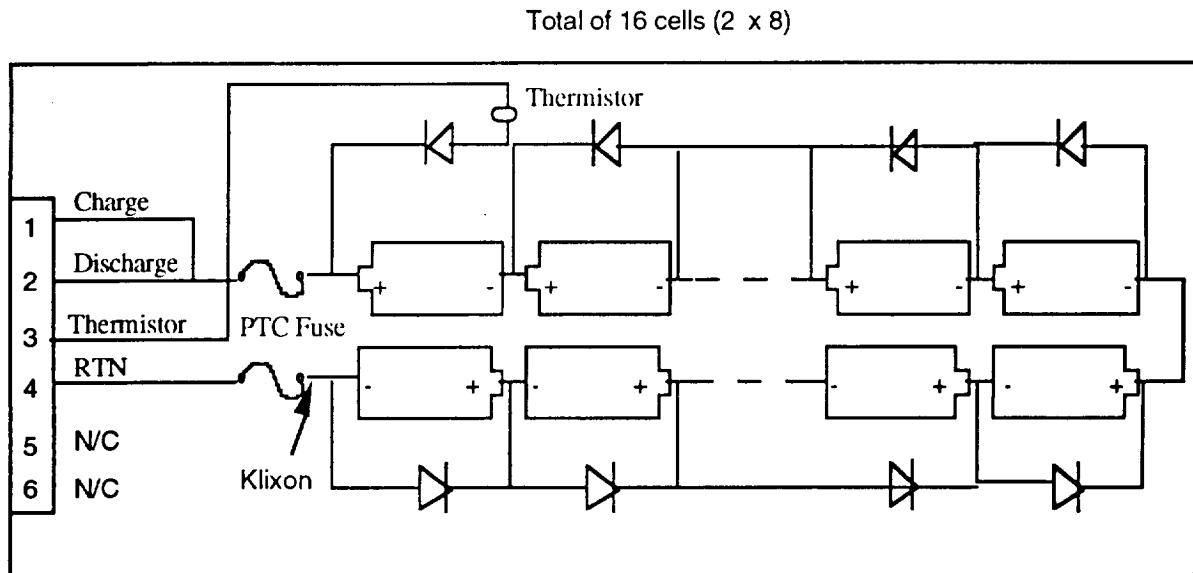 Total of 16 cells (2 x 8)
Thermistor
1 Charge
2 Discharge
3 Thermistor
PTC Fuse
4 RTN
5 N/C
6 N/C
Klixon
+ - + - + - + -
- + - + - + - +